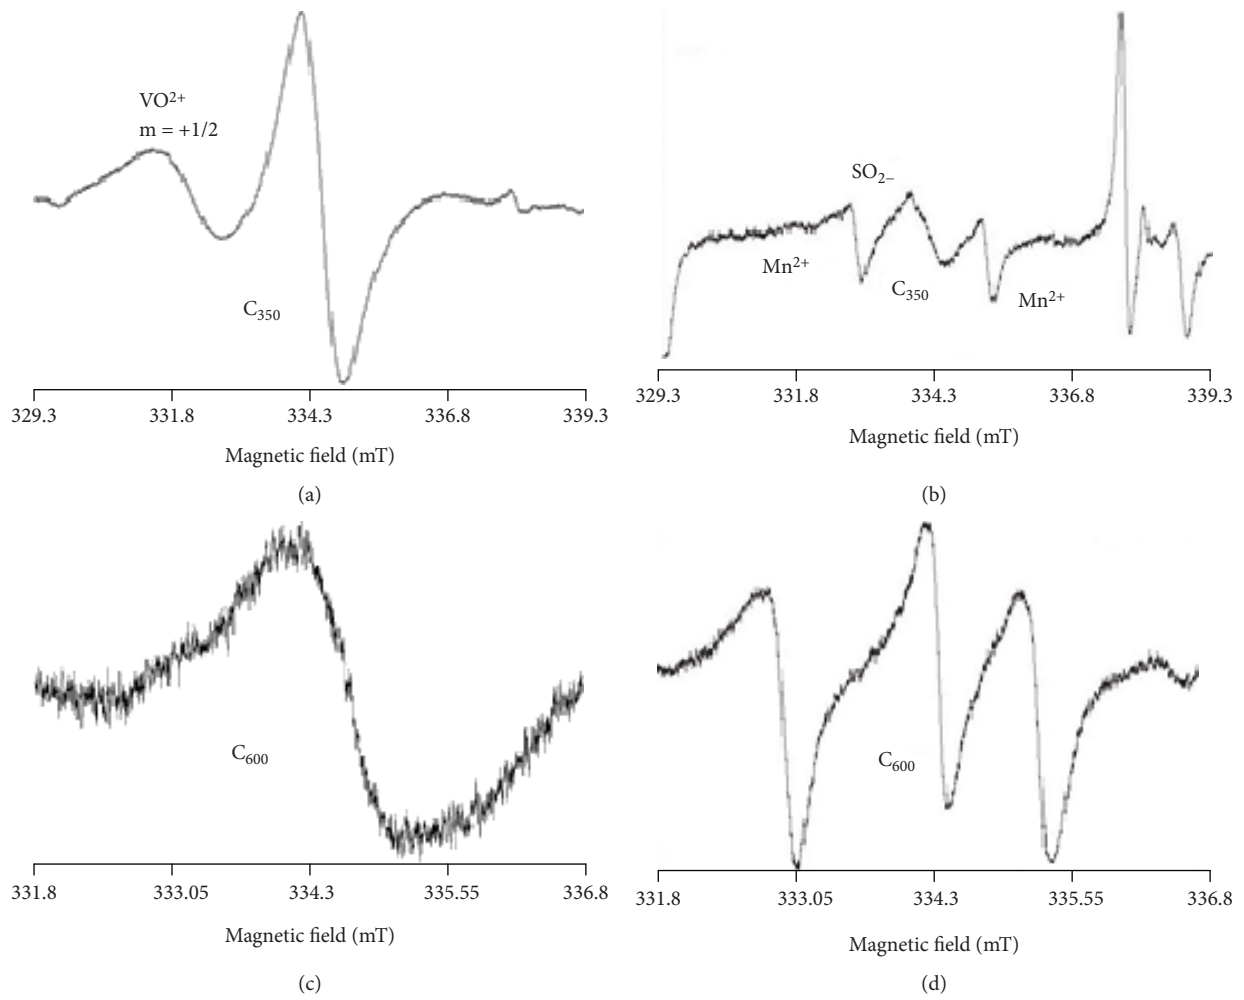 VO²⁺
m = +1/2
C₃₅₀
329.3 331.8 334.3 336.8 339.3
Magnetic field (mT)
(a)
SO₂₋
Mn²⁺
C₃₅₀
Mn²⁺
329.3 331.8 334.3 336.8 339.3
Magnetic field (mT)
(b)
C₆₀₀
331.8 333.05 334.3 335.55 336.8
Magnetic field (mT)
(c)
C₆₀₀
331.8 333.05 334.3 335.55 336.8
Magnetic field (mT)
(d)